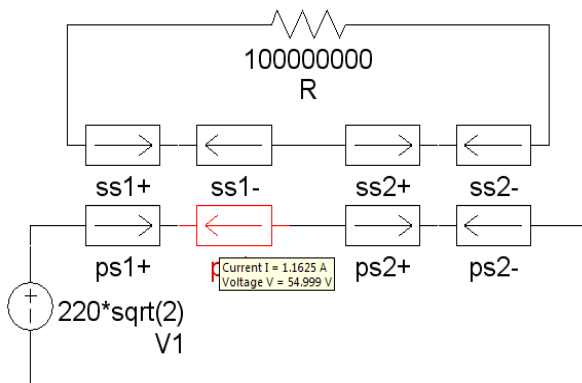 100000000
R
ss1+ ss1- ss2+ ss2-
ps1+ ps2+ ps2-
Current I = 1.1625 A
Voltage V = 54.999 V
220*sqrt(2)
V1